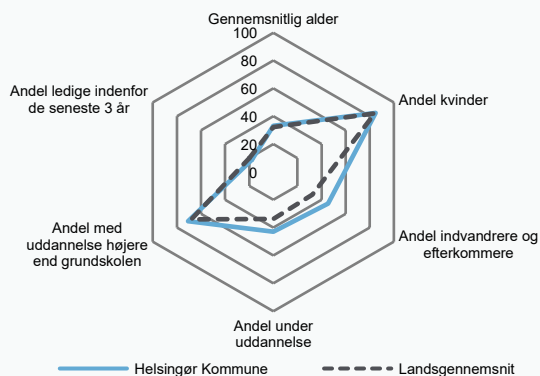 Gennemsnitlig alder
100
80
60
40
20
0
Andel kvinder
Andel indvandrere og
efterkommere
Andel under
uddannelse
Andel med
uddannelse højere
end grundskolen
Andel ledige indenfor
de seneste 3 år
Helsingør Kommune
Landsgennemsnit